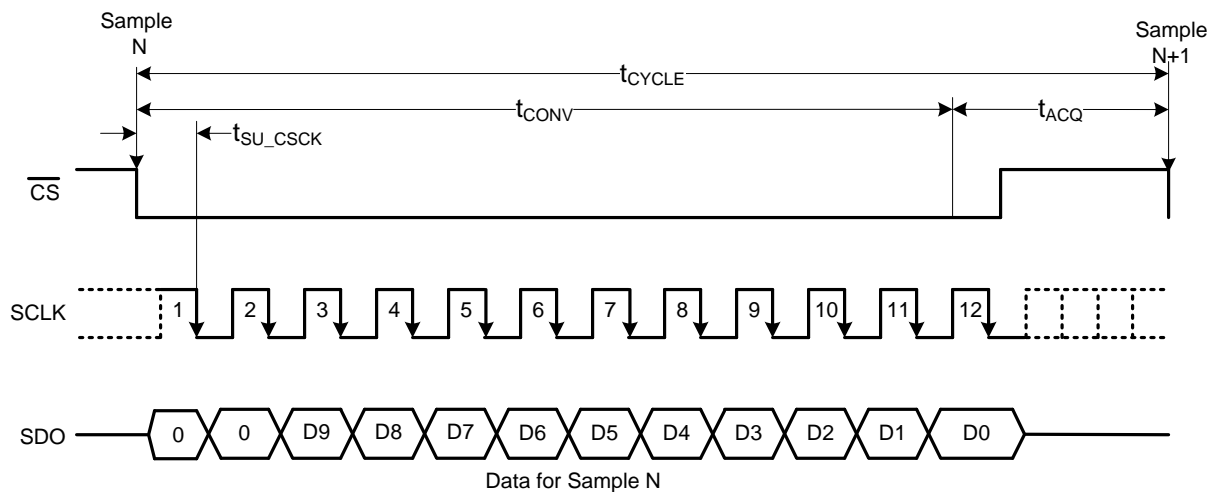 Sample
N
Sample
N+1
tCYCLE
tCONV
tACQ
tSU_CSCK
CS
SCLK
1 2 3 4 5 6 7 8 9 10 11 12
SDO
0 0 D9 D8 D7 D6 D5 D4 D3 D2 D1 D0
Data for Sample N